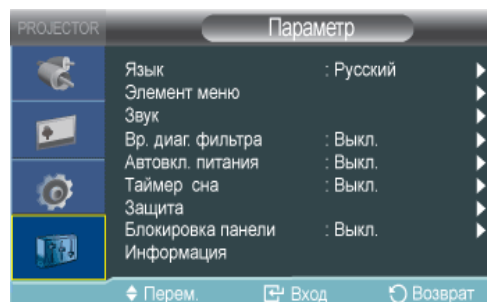 PROJECTOR Параметр
Язык : Русский
Элемент меню
Звук
Вр. диаг. фильтра : Выкл.
Автовкл. питания : Выкл.
Таймер сна : Выкл.
Защита
Блокировка панели : Выкл.
Информация
Перем. Вход Возврат